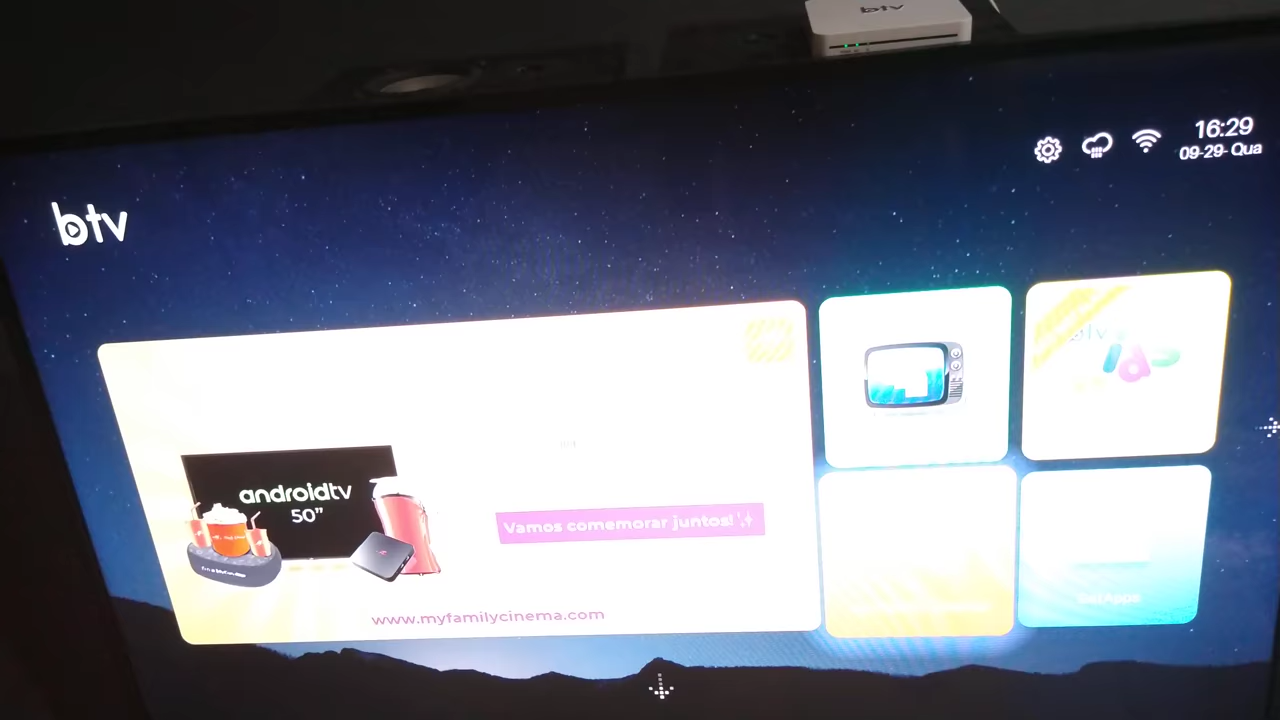 btv
16:29
09-29- Qua
btv
androidtv
50”
Vamos comemorar juntos!
www.myfamilycinema.com